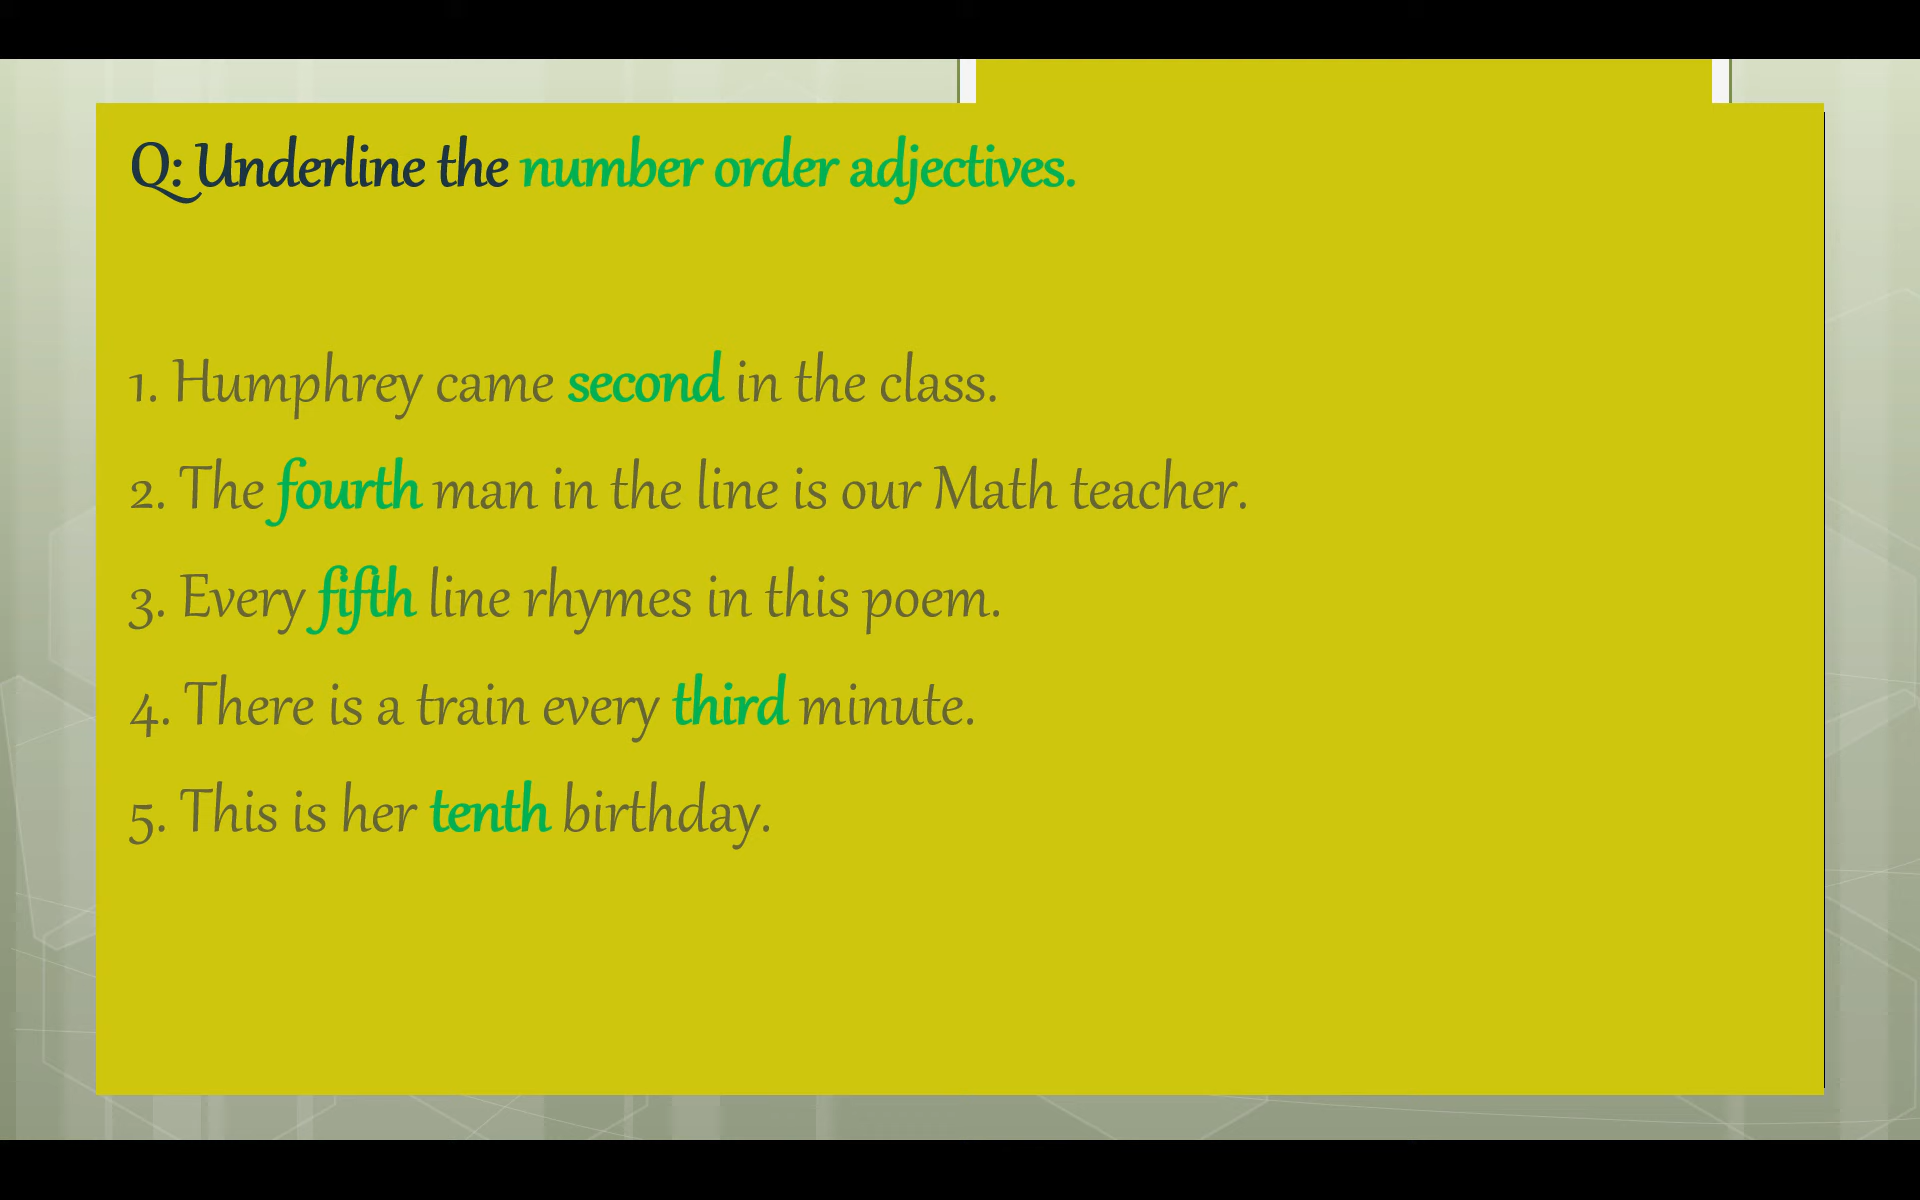 Q: Underline the number order adjectives.
1. Humphrey came second in the class.
2. The fourth man in the line is our Math teacher.
3. Every fifth line rhymes in this poem.
4. There is a train every third minute.
5. This is her tenth birthday.